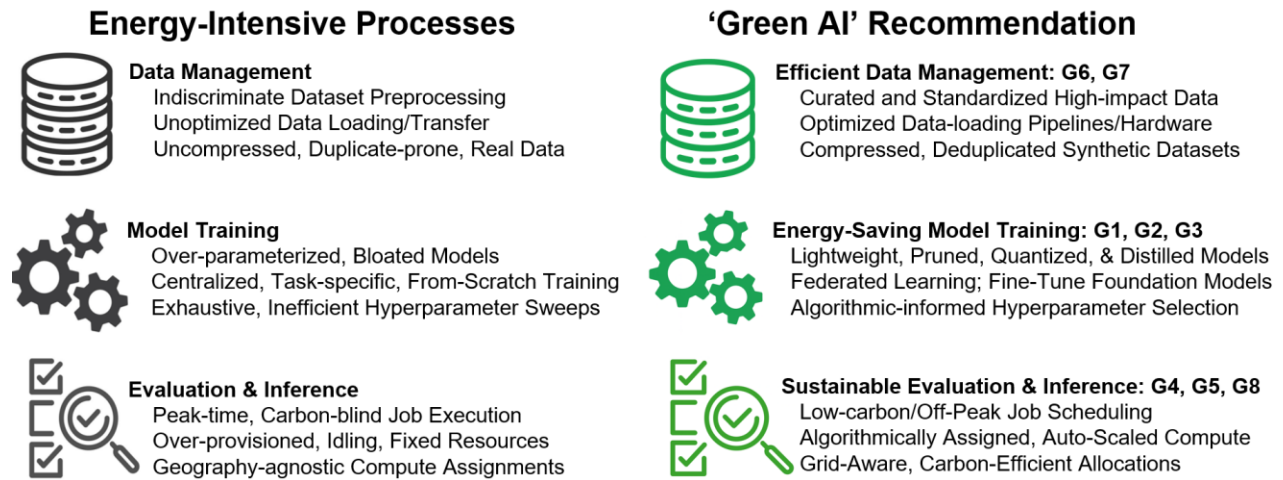 Energy-Intensive Processes
Data Management
Indiscriminate Dataset Preprocessing
Unoptimized Data Loading/Transfer
Uncompressed, Duplicate-prone, Real Data
Model Training
Over-parameterized, Bloated Models
Centralized, Task-specific, From-Scratch Training
Exhaustive, Inefficient Hyperparameter Sweeps
Evaluation & Inference
Peak-time, Carbon-blind Job Execution
Over-provisioned, Idling, Fixed Resources
Geography-agnostic Compute Assignments
‘Green AI’ Recommendation
Efficient Data Management: G6, G7
Curated and Standardized High-impact Data
Optimized Data-loading Pipelines/Hardware
Compressed, Deduplicated Synthetic Datasets
Energy-Saving Model Training: G1, G2, G3
Lightweight, Pruned, Quantized, & Distilled Models
Federated Learning; Fine-Tune Foundation Models
Algorithmic-informed Hyperparameter Selection
Sustainable Evaluation & Inference: G4, G5, G8
Low-carbon/Off-Peak Job Scheduling
Algorithmically Assigned, Auto-Scaled Compute
Grid-Aware, Carbon-Efficient Allocations